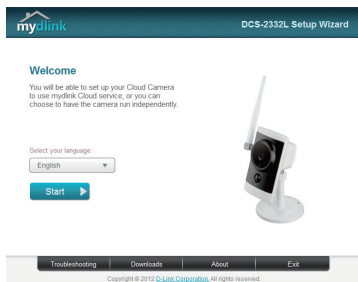 mydlink
DCS-2332L Setup Wizard
Welcome
You will be able to set up your Cloud Camera
to use mydlink Cloud service, or you can
choose to have the camera run independently.
Select your language:
English
Start
Troubleshooting
Downloads
About
Exit
Copyright © 2012 D-Link Corporation. All rights reserved.